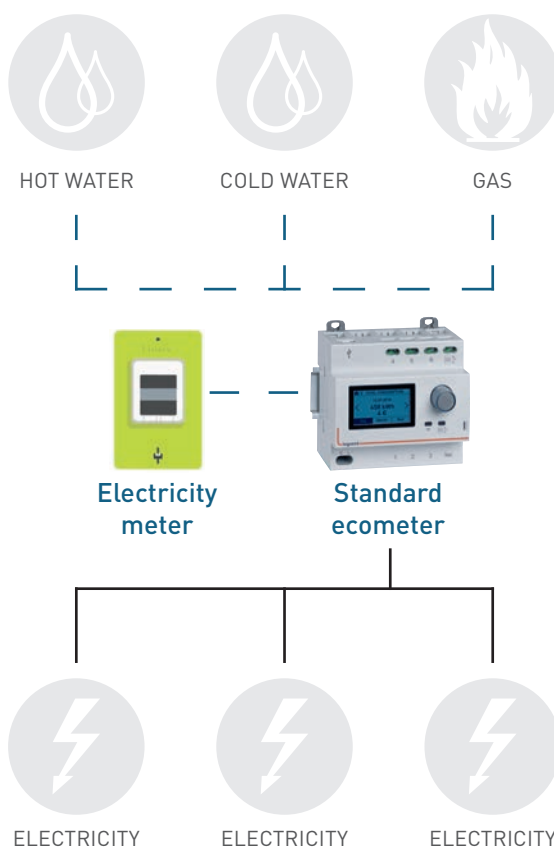 HOT WATER
COLD WATER
GAS
Electricity
meter
Standard
ecometer
ELECTRICITY
ELECTRICITY
ELECTRICITY